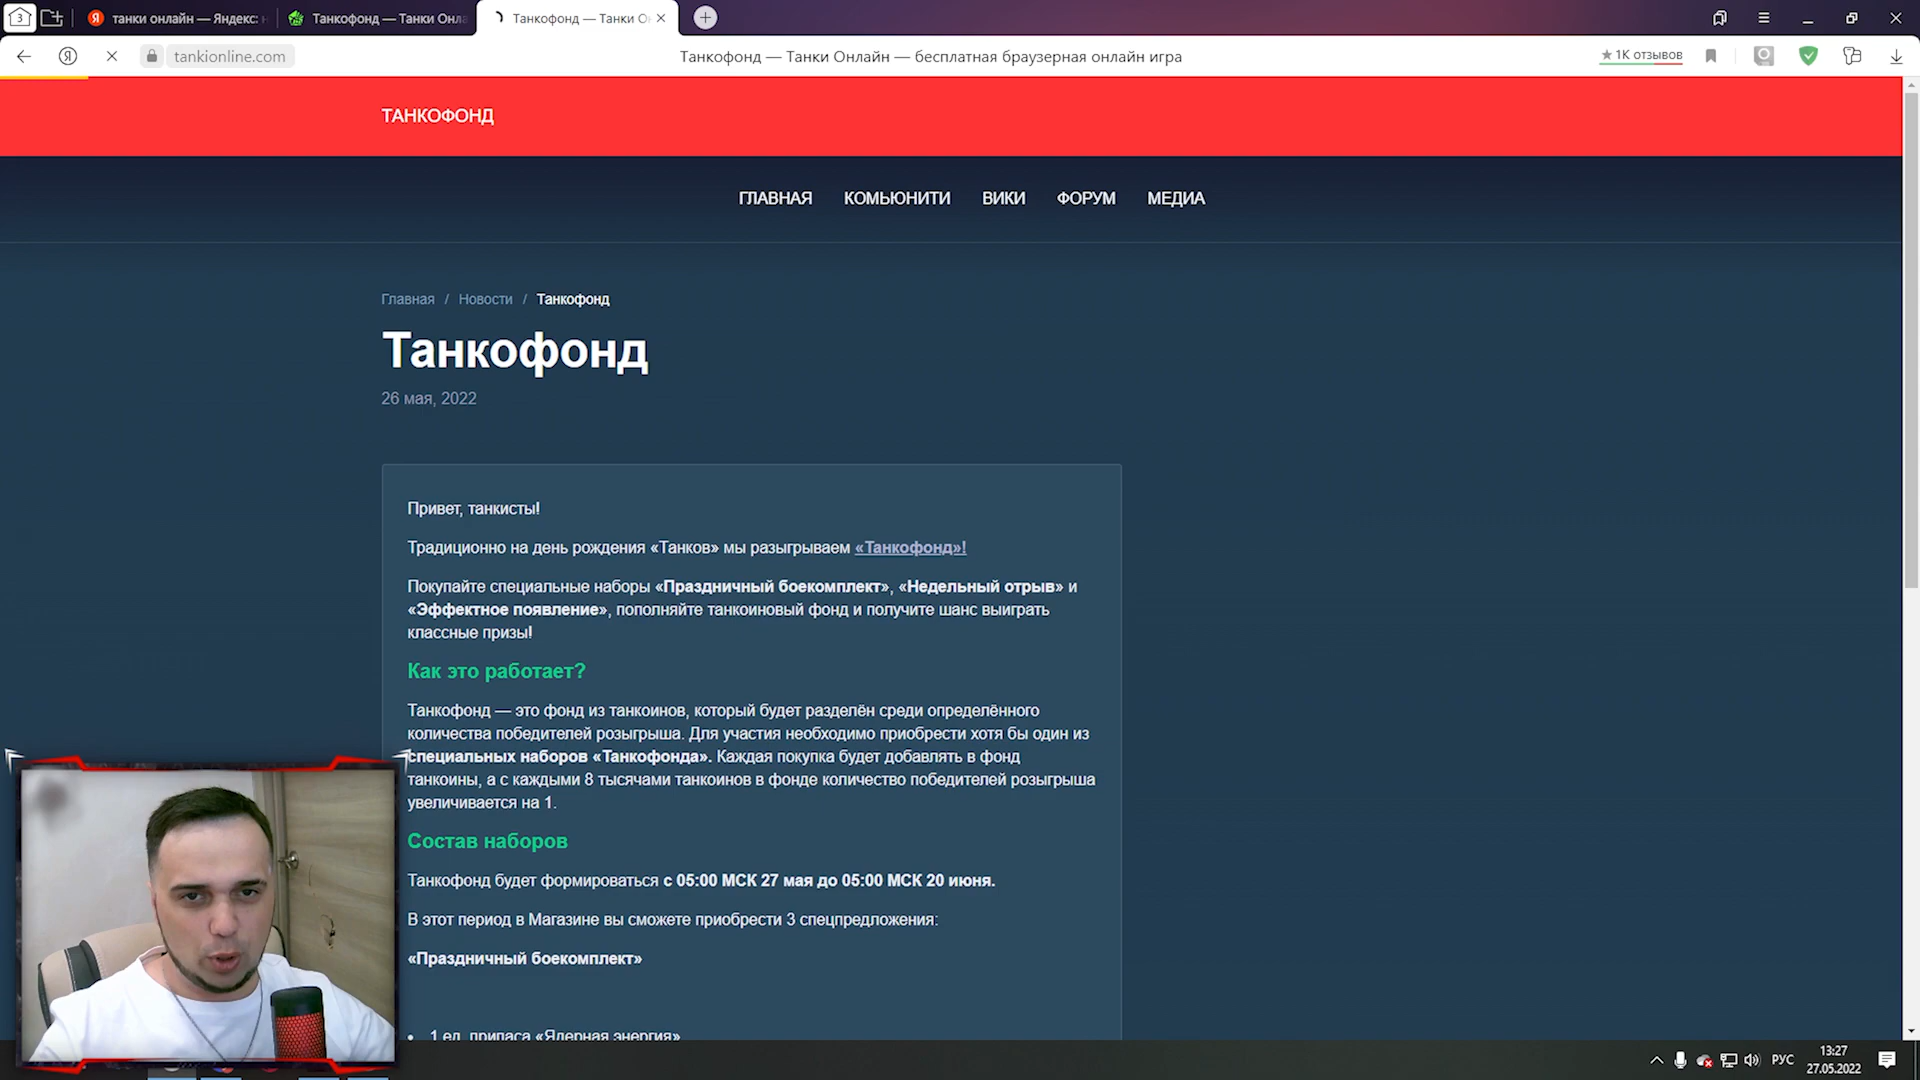 3
танки онлайн — Яндекс:
Танкофонд — Танки Онла
Танкофонд — Танки О
tankionline.com
Танкофонд — Танки Онлайн — бесплатная браузерная онлайн игра
★ 1K отзывов
ТАНКОФОНД
ГЛАВНАЯ КОМЬЮНИТИ ВИКИ ФОРУМ МЕДИА
Главная / Новости / Танкофонд
Танкофонд
26 мая, 2022
Привет, танкисты!
Традиционно на день рождения «Танков» мы разыгрываем «Танкофонд»!
Покупайте специальные наборы «Праздничный боекомплект», «Недельный отрыв» и
«Эффектное появление», пополняйте танкоиновый фонд и получите шанс выиграть
классные призы!
Как это работает?
Танкофонд — это фонд из танкоинов, который будет разделён среди определённого
количества победителей розыгрыша. Для участия необходимо приобрести хотя бы один из
специальных наборов «Танкофонда». Каждая покупка будет добавлять в фонд
танкоины, а с каждыми 8 тысячами танкоинов в фонде количество победителей розыгрыша
увеличивается на 1.
Состав наборов
Танкофонд будет формироваться с 05:00 МСК 27 мая до 05:00 МСК 20 июня.
В этот период в Магазине вы сможете приобрести 3 спецпредложения:
«Праздничный боекомплект»
• 1 ед. припаса «Ядерная энергия»
РУС
13:27
27.05.2022